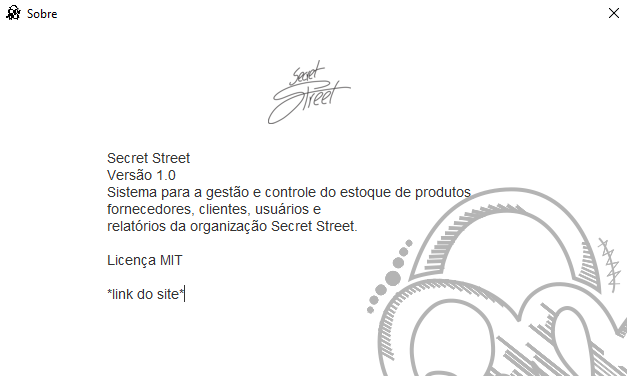 Sobre
Secret
Street
Secret Street
Versão 1.0
Sistema para a gestão e controle do estoque de produtos
fornecedores, clientes, usuários e
relatórios da organização Secret Street.
Licença MIT
*link do site*